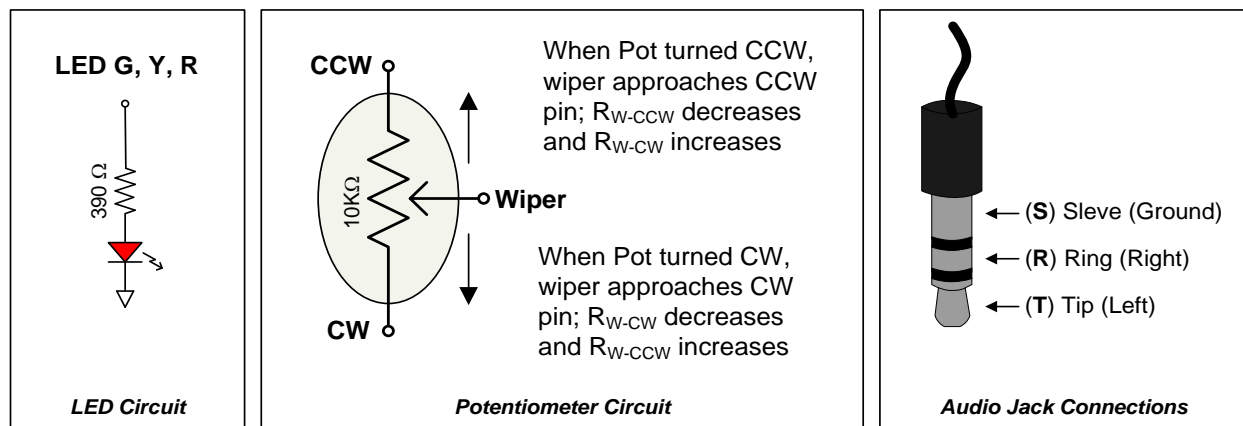 LED G, Y, R
390 Ω
LED Circuit
CCW
10KΩ
Wiper
CW
When Pot turned CCW,
wiper approaches CCW
pin; RW-CCW decreases
and RW-CW increases
When Pot turned CW,
wiper approaches CW
pin; RW-CW decreases
and RW-CCW increases
Potentiometer Circuit
(S) Sleve (Ground)
(R) Ring (Right)
(T) Tip (Left)
Audio Jack Connections